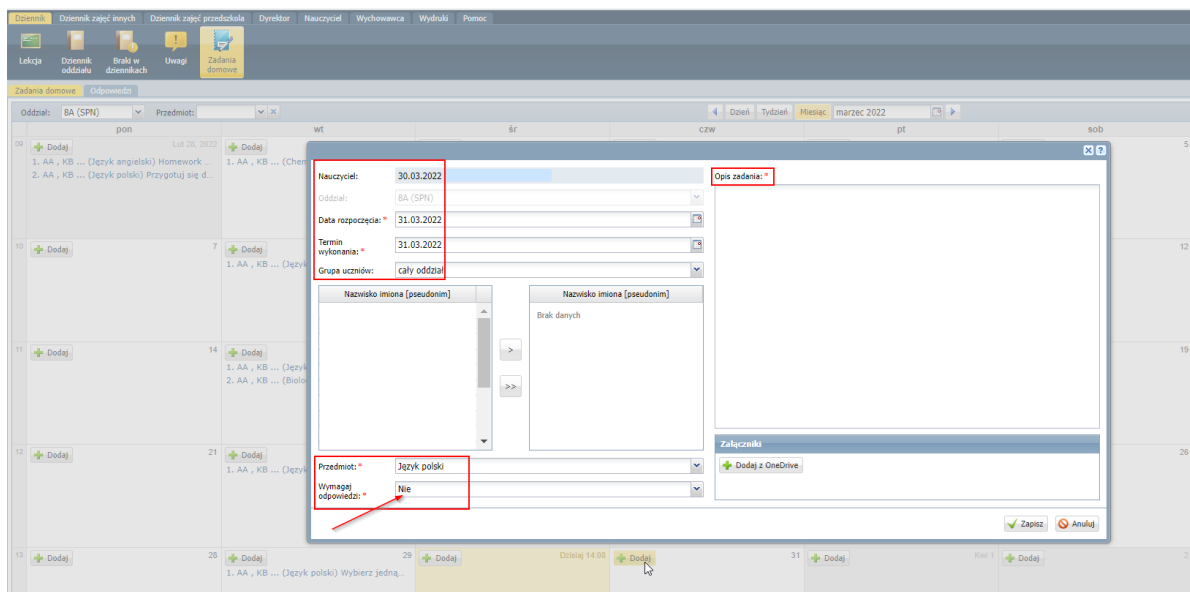 Dziennik Dziennik zajęć innych Dziennik zajęć przedszkola Dyrektor Nauczyciel Wychowawca Wydruki Pomoc
Lekcja Dziennik oddziału Braki w dziennikach Uwagi Zadania domowe
Zadania domowe Odpowiedzi
Oddział: 8A (SPN) Przedmiot: Dzień Tydzień Miesiąc marzec 2022
pon wt śr czw pt sob
09 Dodaj Lut 28, 2022 Dodaj 5
1. AA , KB ... (Język angielski) Homework ... 1. AA , KB ... (Chem
2. AA , KB ... (Język polski) Przygotuj się d...
Nauczyciel: 30.03.2022
Oddział: 8A (SPN)
Data rozpoczęcia: * 31.03.2022
Termin wykonania: * 31.03.2022
Grupa uczniów: cały oddział
Nazwisko imiona [pseudonim] Nazwisko imiona [pseudonim]
Brak danych
>
>>
Przedmiot: * Język polski
Wymagaj odpowiedzi: * Nie
Opis zadania: *
Załączniki
Dodaj z OneDrive
Zapisz Anuluj
10 Dodaj 7 Dodaj 12
1. AA , KB ... (Język
11 Dodaj 14 Dodaj 19
1. AA , KB ... (Język
2. AA , KB ... (Biolo
12 Dodaj 21 Dodaj 26
1. AA , KB ... (Język
13 Dodaj 28 Dodaj 29 Dodaj Dzisiaj 14:08 Dodaj 31 Dodaj Kwi 1 Dodaj 2
1. AA , KB ... (Język polski) Wybierz jedną...